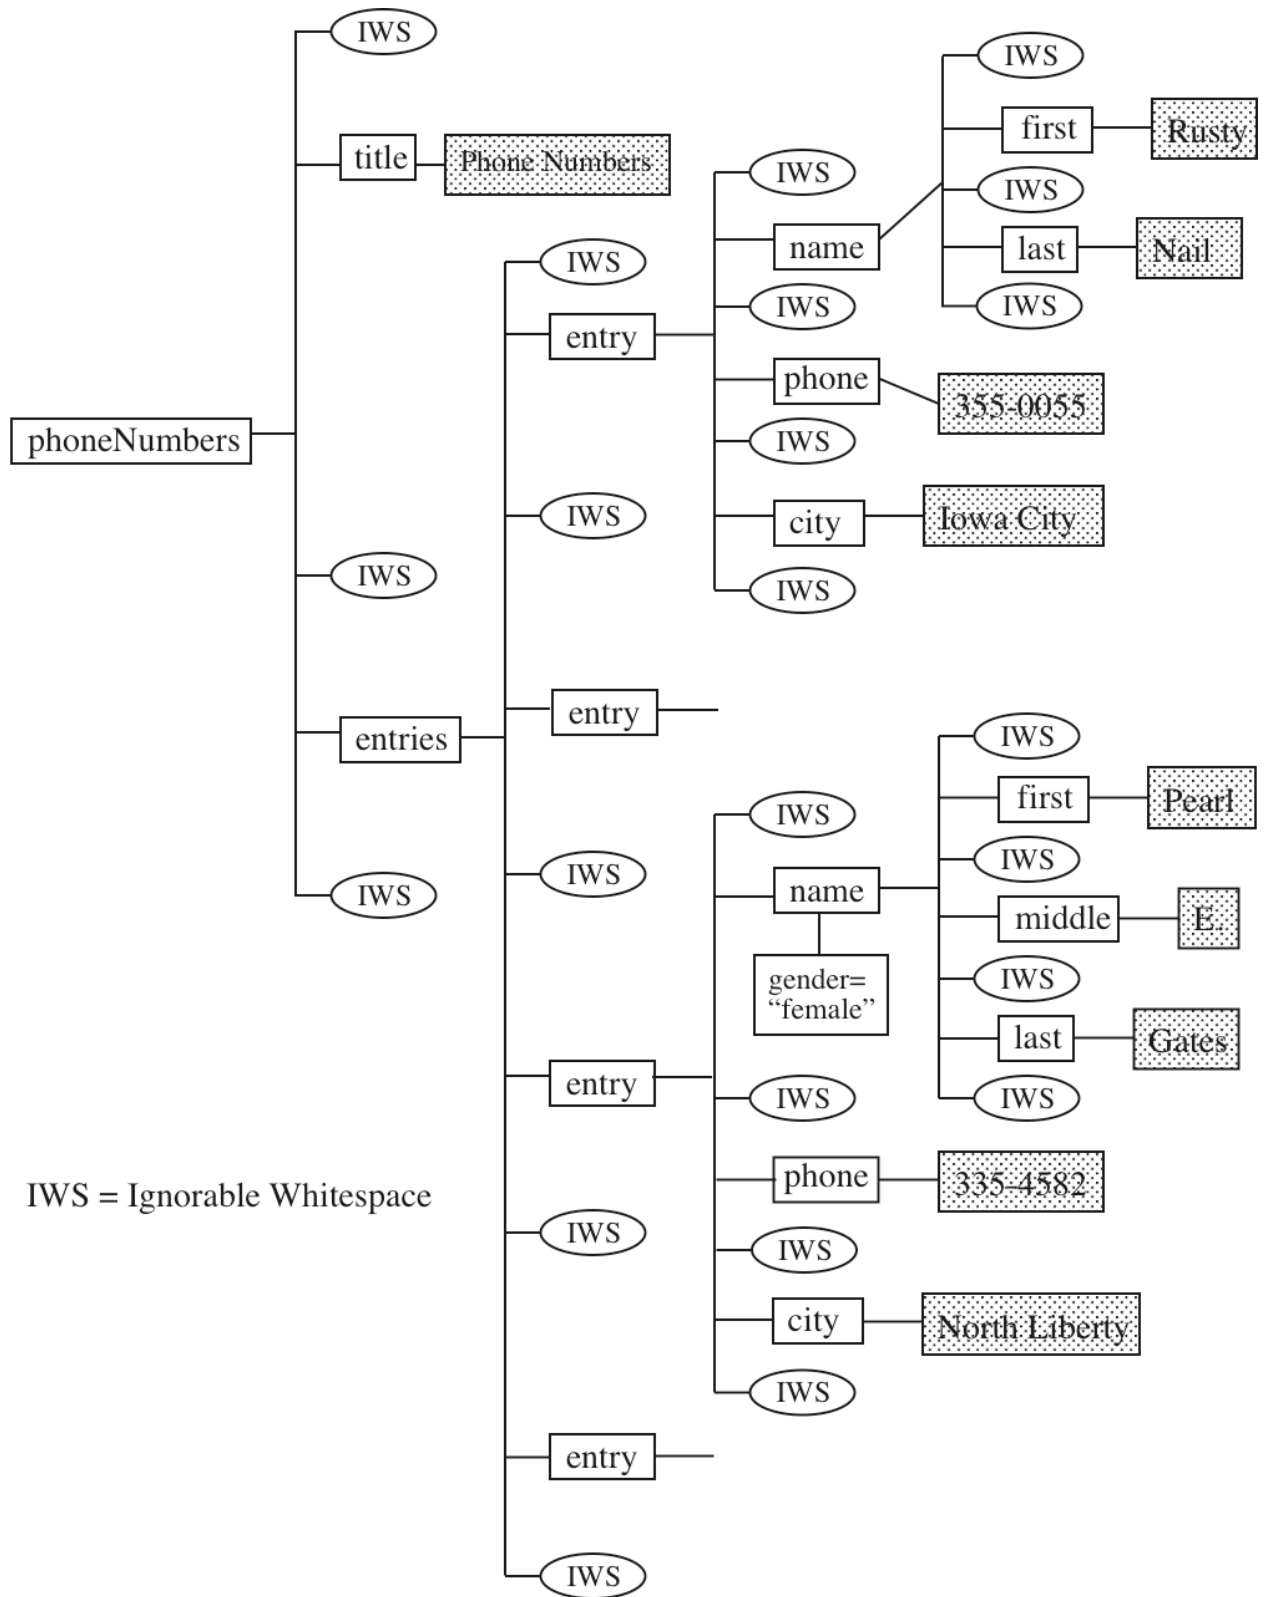 IWS
IWS
first
Rusty
title
Phone Numbers
IWS
IWS
name
last
Nail
IWS
IWS
IWS
entry
phone
355-0055
phoneNumbers
IWS
IWS
city
Iowa City
IWS
IWS
entry
entries
IWS
first
Pearl
IWS
IWS
IWS
IWS
name
middle
E.
gender=
“female”
IWS
last
Gates
entry
IWS
IWS
phone
335-4582
IWS = Ignorable Whitespace
IWS
IWS
city
North Liberty
IWS
entry
IWS